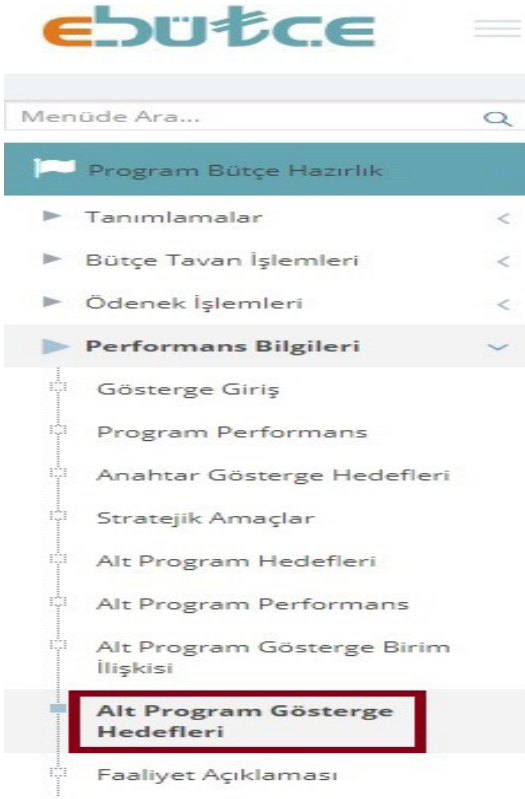 ebütçe
Menüde Ara...
Program Bütçe Hazırlık
Tanımlamalar
Bütçe Tavan İşlemleri
Ödenek İşlemleri
Performans Bilgileri
Gösterge Giriş
Program Performans
Anahtar Gösterge Hedefleri
Stratejik Amaçlar
Alt Program Hedefleri
Alt Program Performans
Alt Program Gösterge Birim
İlişkisi
Alt Program Gösterge
Hedefleri
Faaliyet Açıklaması